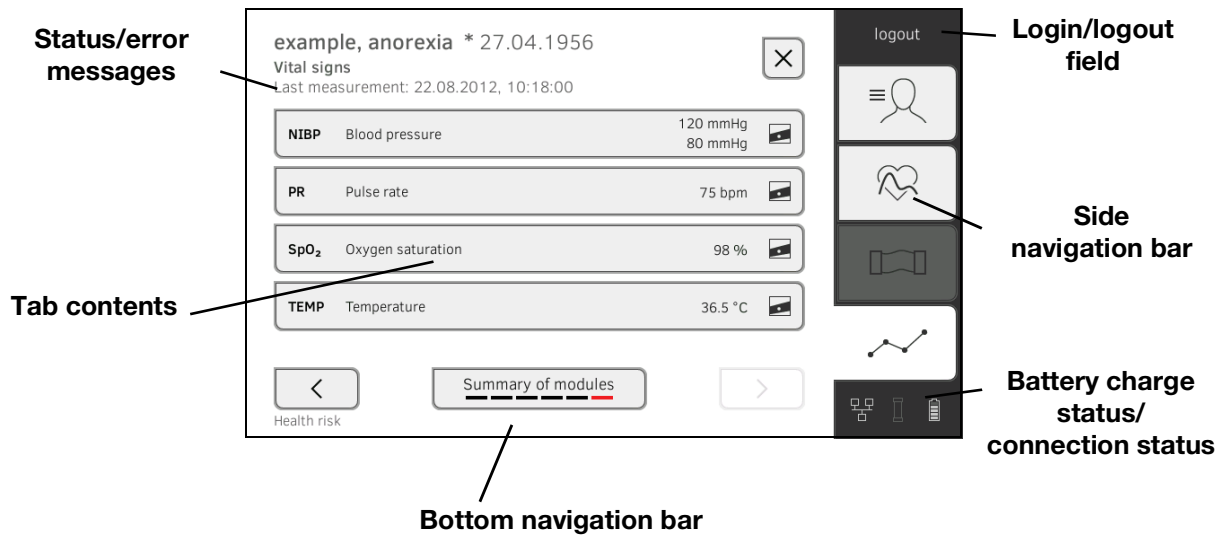 Status/error
messages
example, anorexia * 27.04.1956
Vital signs
Last measurement: 22.08.2012, 10:18:00
logout
Login/logout
field
NIBP Blood pressure 120 mmHg
80 mmHg
PR Pulse rate 75 bpm
SpO₂ Oxygen saturation 98 %
TEMP Temperature 36.5 °C
Side
navigation bar
Tab contents
Summary of modules
Health risk
Battery charge
status/
connection status
Bottom navigation bar